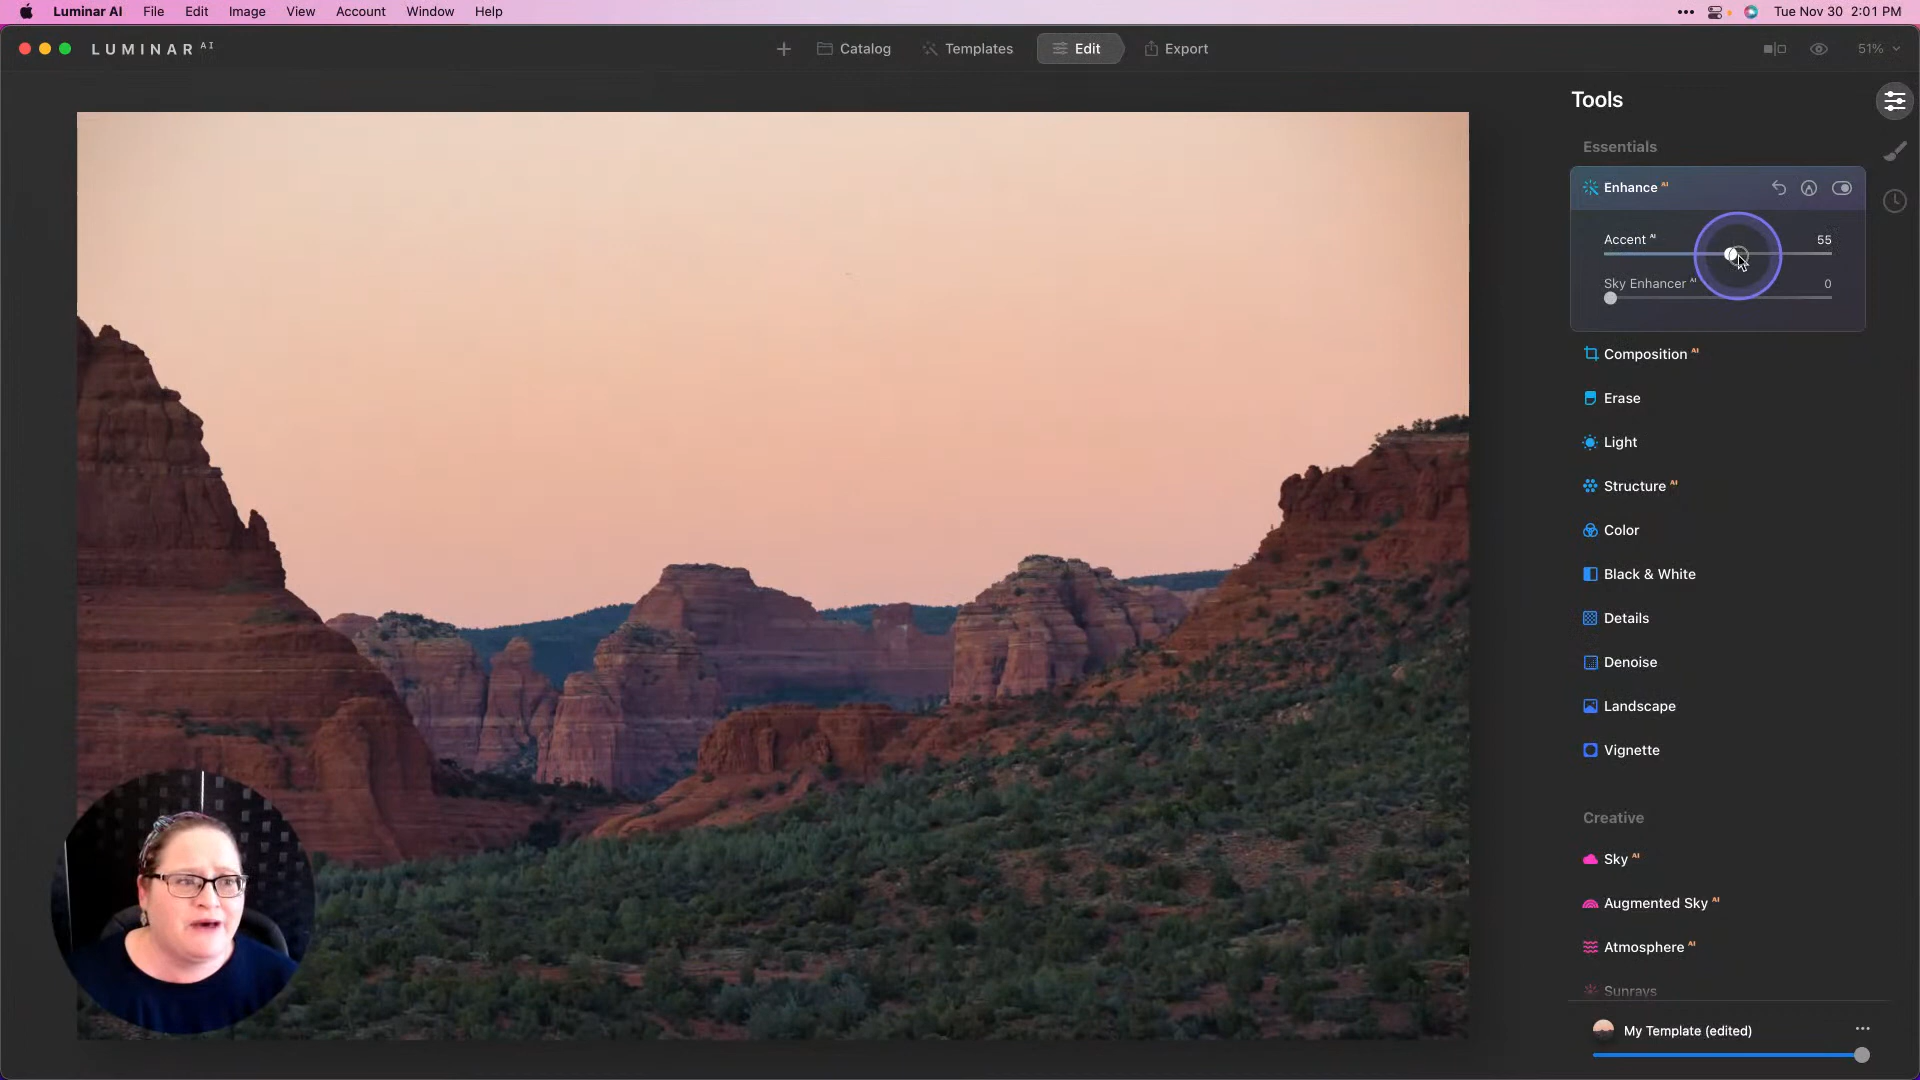 Luminar AI File Edit Image View Account Window Help ••• Tue Nov 30 2:01 PM
LUMINAR AI Catalog Templates Edit Export 51%
Tools
Essentials
Enhance AI
Accent AI 55
Sky Enhancer AI 0
Composition AI
Erase
Light
Structure AI
Color
Black & White
Details
Denoise
Landscape
Vignette
Creative
Sky AI
Augmented Sky AI
Atmosphere AI
Sunrays
My Template (edited) •••